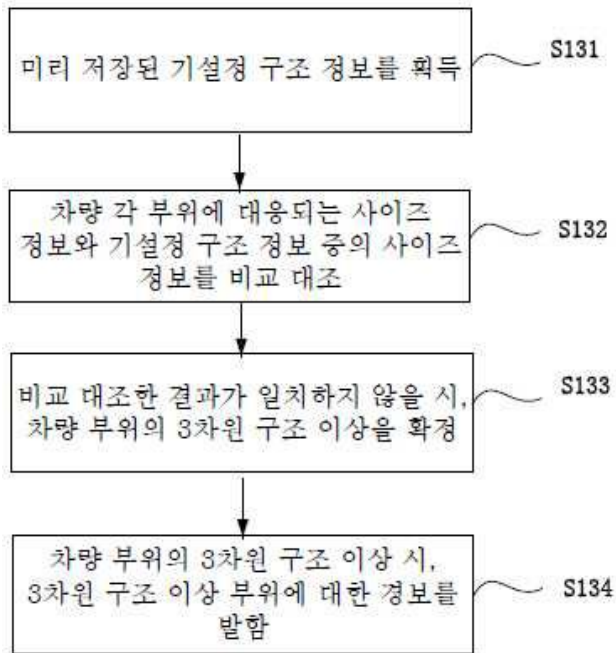 미리 저장된 기설정 구조 정보를 획득
S131
차량 각 부위에 대응되는 사이즈
정보와 기설정 구조 정보 중의 사이즈
정보를 비교 대조
S132
비교 대조한 결과가 일치하지 않을 시,
차량 부위의 3차원 구조 이상을 확정
S133
차량 부위의 3차원 구조 이상 시,
3차원 구조 이상 부위에 대한 경보를
발함
S134